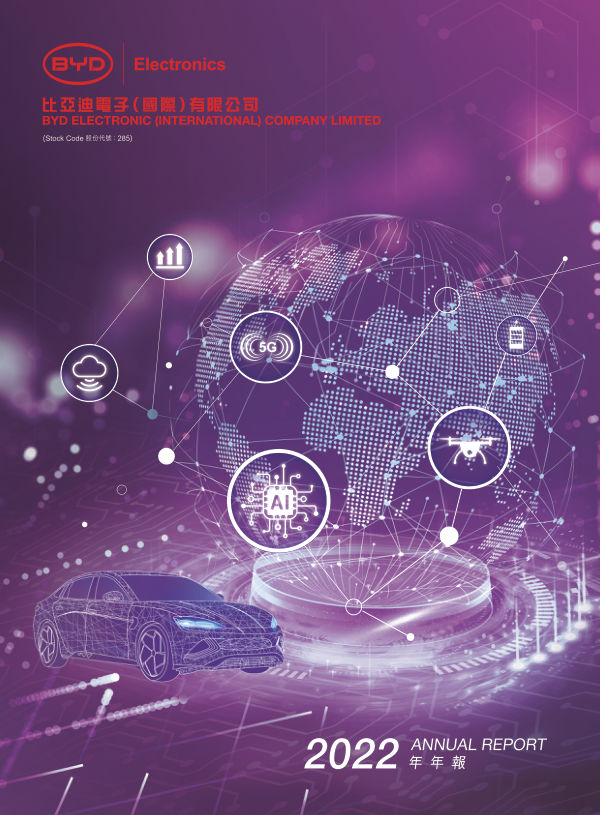 BYD Electronics
比亞迪電子(國際)有限公司
BYD ELECTRONIC (INTERNATIONAL) COMPANY LIMITED
(Stock Code 股份代號：285)
5G
AI
2022 ANNUAL REPORT
年年報